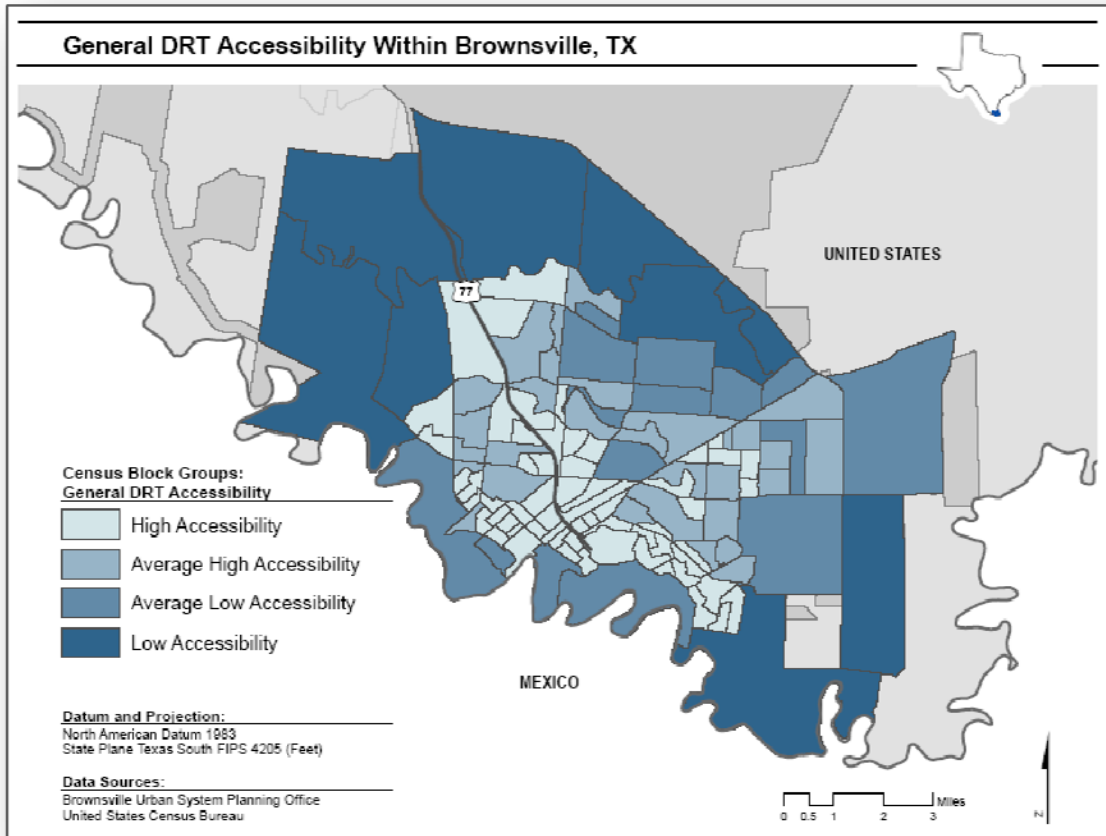 General DRT Accessibility Within Brownsville, TX
UNITED STATES
77
Census Block Groups:
General DRT Accessibility
High Accessibility
Average High Accessibility
Average Low Accessibility
Low Accessibility
MEXICO
Datum and Projection:
North American Datum 1983
State Plane Texas South FIPS 4205 (Feet)
Data Sources:
Brownsville Urban System Planning Office
United States Census Bureau
Miles
0 0.5 1 2 3
N